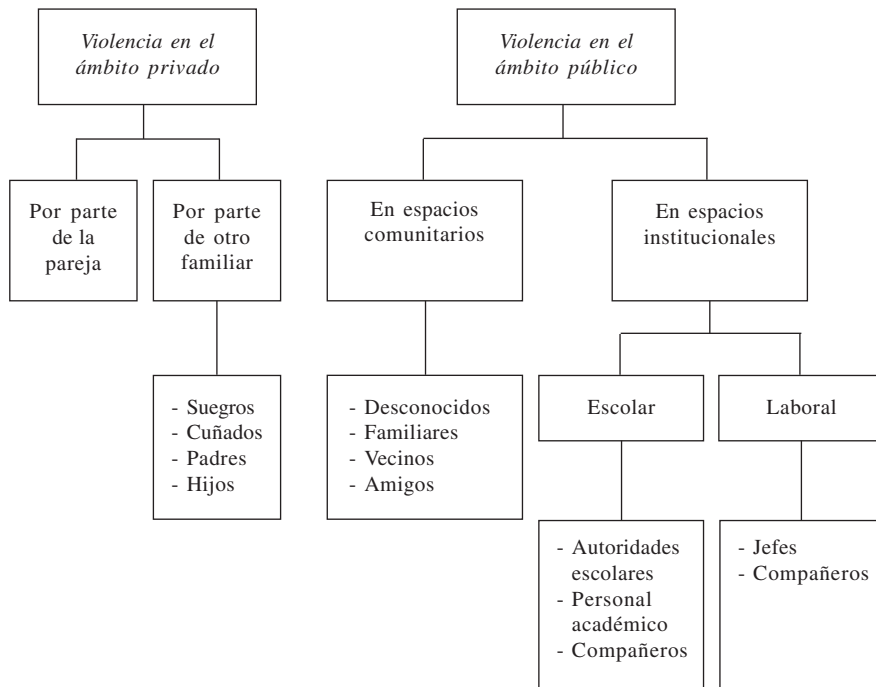 Violencia en el
ámbito privado
Violencia en el
ámbito público
Por parte
de la
pareja
Por parte
de otro
familiar
En espacios
comunitarios
En espacios
institucionales
- Suegros
- Cuñados
- Padres
- Hijos
- Desconocidos
- Familiares
- Vecinos
- Amigos
Escolar
Laboral
- Autoridades
escolares
- Personal
académico
- Compañeros
- Jefes
- Compañeros